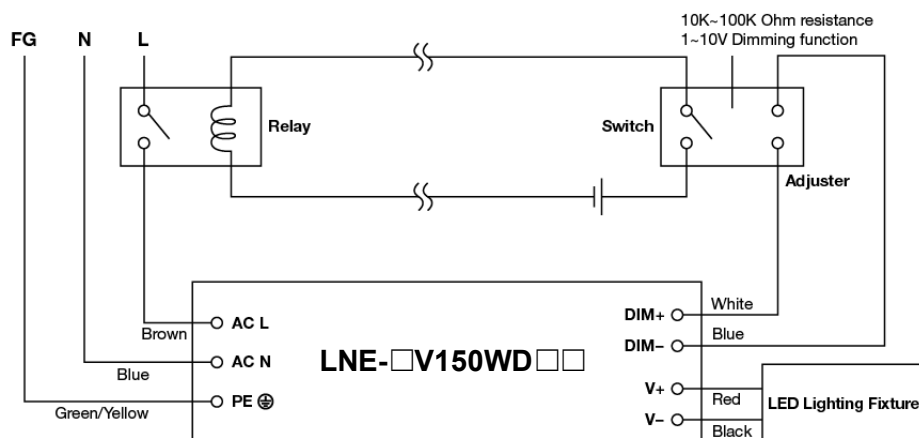 10K~100K Ohm resistance
1~10V Dimming function
FG N L
Relay
Switch
Adjuster
Brown
AC L
Blue
AC N
Green/Yellow
PE
LNE-□V150WD□□
DIM+
White
DIM–
Blue
V+
Red
V–
Black
LED Lighting Fixture